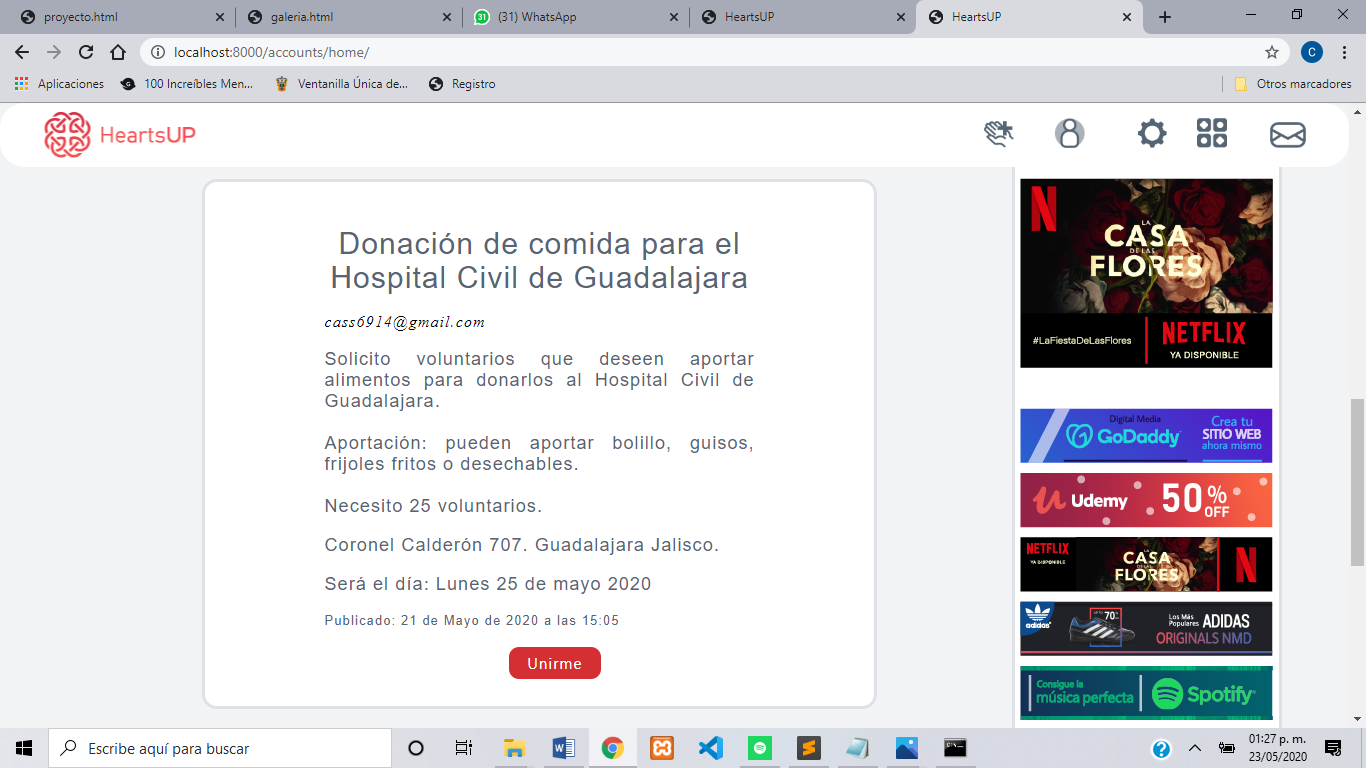 proyecto.html
galeria.html
31
(31) WhatsApp
HeartsUP
HeartsUP
localhost:8000/accounts/home/
C
Aplicaciones
100 Increíbles Men...
Ventanilla Única de...
Registro
Otros marcadores
HeartsUP
Donación de comida para el
Hospital Civil de Guadalajara
cass6914@gmail.com
Solicito voluntarios que deseen aportar
alimentos para donarlos al Hospital Civil de
Guadalajara.
Aportación: pueden aportar bolillo, guisos,
frijoles fritos o desechables.
Necesito 25 voluntarios.
Coronel Calderón 707. Guadalajara Jalisco.
Será el día: Lunes 25 de mayo 2020
Publicado: 21 de Mayo de 2020 a las 15:05
Unirme
N
LA
CASA
DE LAS
FLORES
#LaFiestaDeLasFlores
NETFLIX
YA DISPONIBLE
Digital Media
GoDaddy
Crea tu
SITIO WEB
ahora mismo
Udemy
50%
OFF
NETFLIX
YA DISPONIBLE
LA
CASA
DE LAS
FLORES
N
adidas
UP TO 70%
Los Más
Populares
ADIDAS
ORIGINALS NMD
Consigue la
música perfecta
Spotify
Escribe aquí para buscar
01:27 p. m.
23/05/2020